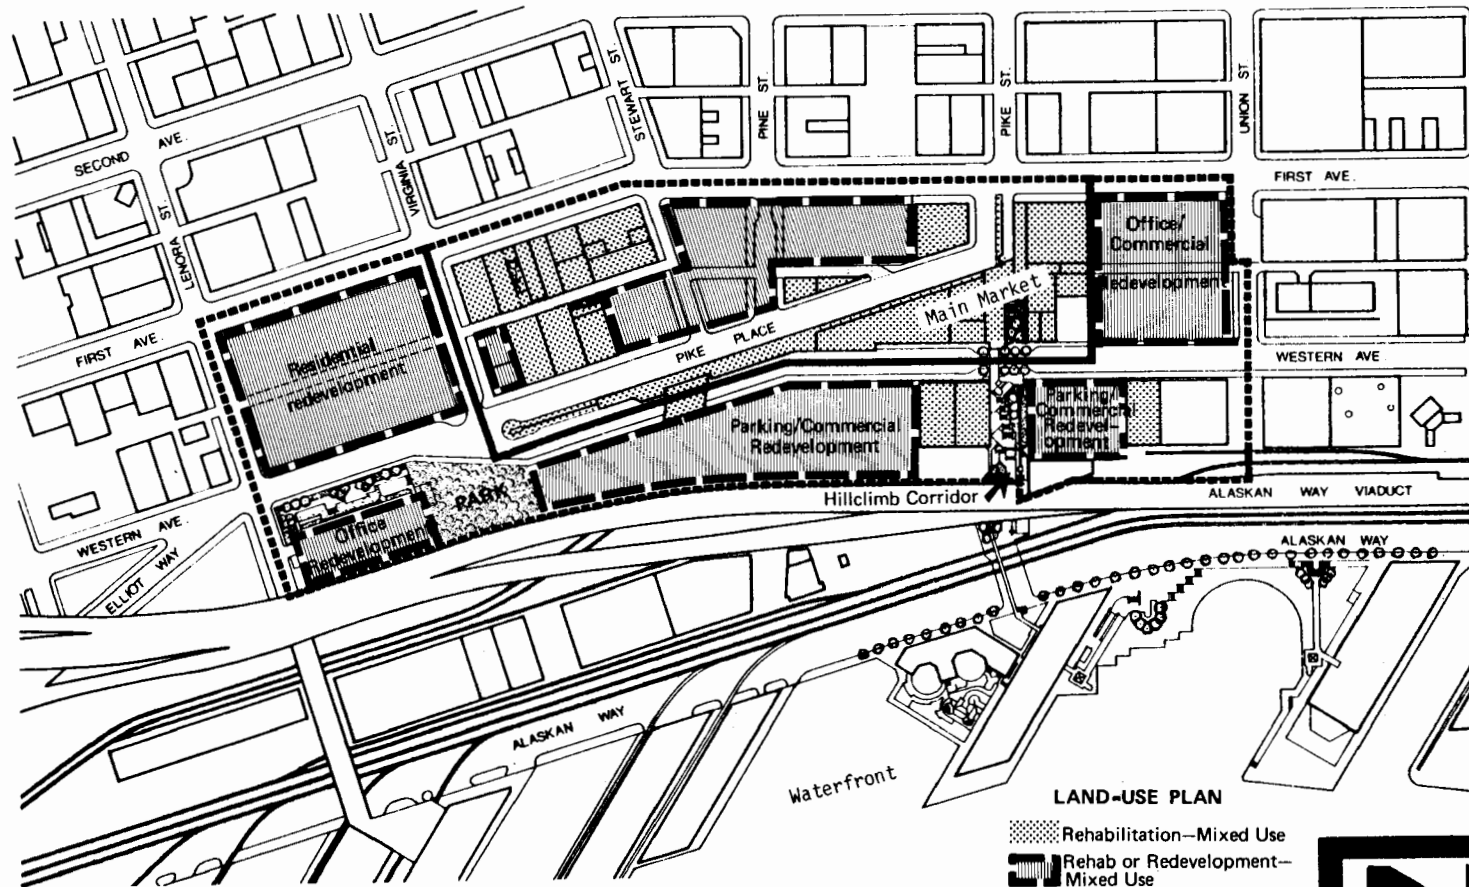 SECOND AVE.
LENORA ST.
VIRGINIA ST.
STEWART ST.
PINE ST.
PIKE ST.
UNION ST
FIRST AVE.
FIRST AVE.
Office/
Commercial
Redevelopment
Main Market
PIKE PLACE
Residential
redevelopment
WESTERN AVE
Parking/Commercial
Redevelopment
Parking/
Commercial
Redevel-
opment
PARK
Hillclimb Corridor
Office
Redevelopment
WESTERN AVE.
ELLIOT WAY
ALASKAN WAY VIADUCT
ALASKAN WAY
ALASKAN WAY
Waterfront
LAND-USE PLAN
Rehabilitation—Mixed Use
Rehab or Redevelopment—
Mixed Use